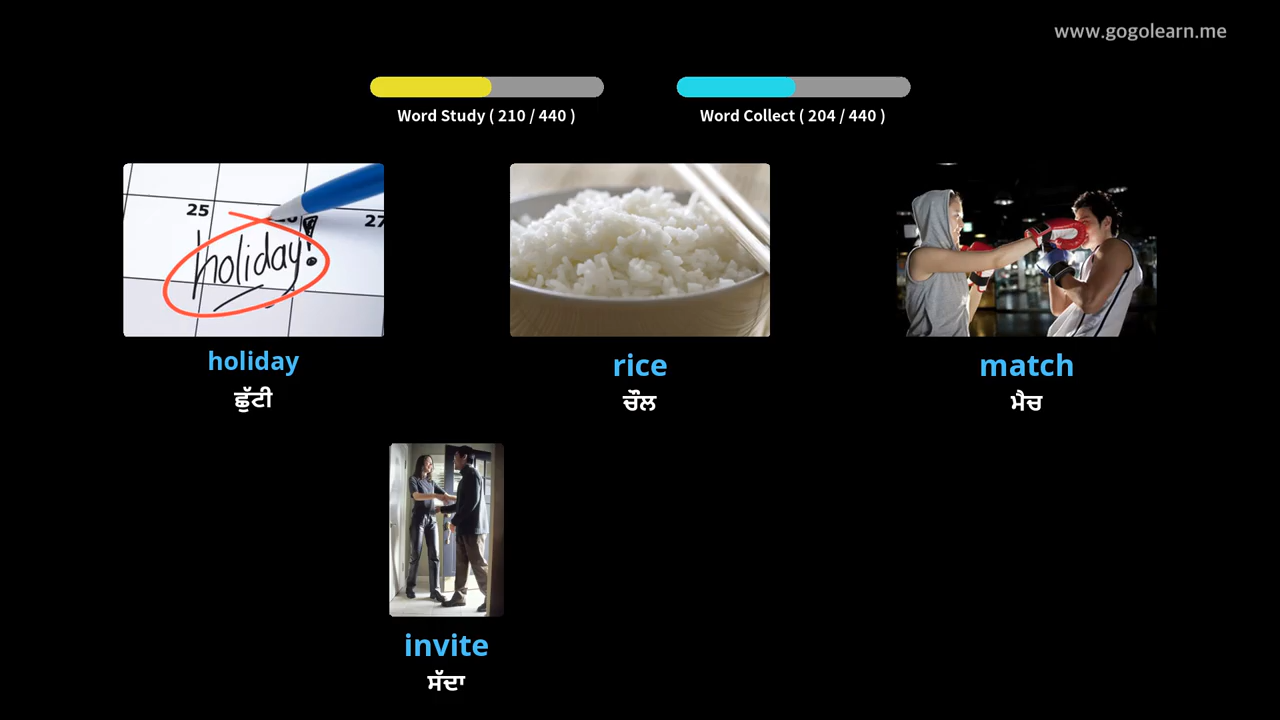 www.gogolearn.me
Word Study ( 210 / 440 )
Word Collect ( 204 / 440 )
25
27
holiday!
holiday
ਛੁੱਟੀ
rice
ਚੌਲ
match
ਮੈਚ
invite
ਸੱਦਾ